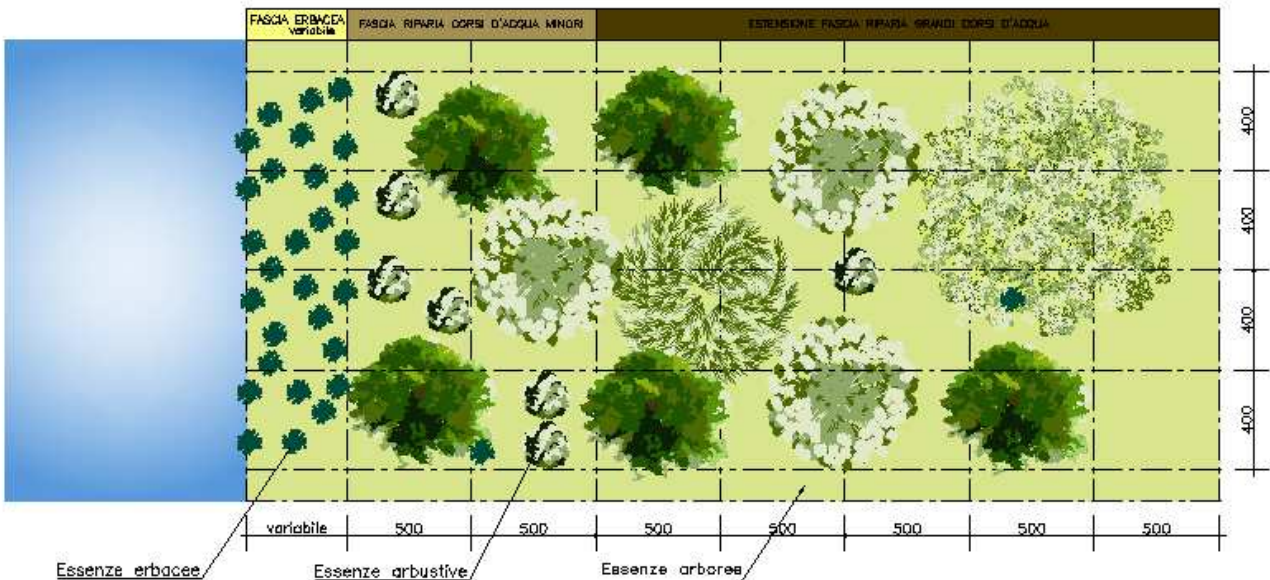 FASCIA ERBACEA
variabile
FASCIA RIPARIA CORSI D'ACQUA MINORI
ESTENSIONE FASCIA RIPARIA GRANDI CORSI D'ACQUA
400
400
400
400
variabile 500 500 500 500 500 500 500
Essenze erbacee
Essenze arbustive
Essenze arboree